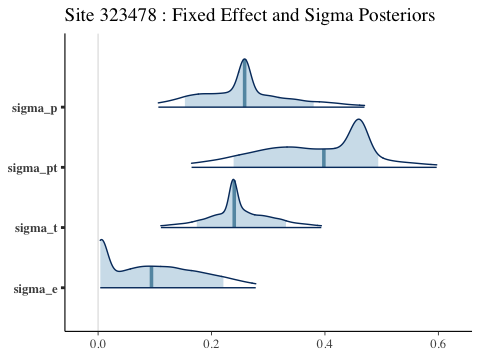 Site 323478 : Fixed Effect and Sigma Posteriors
sigma_p
sigma_pt
sigma_t
sigma_e
0.0 0.2 0.4 0.6